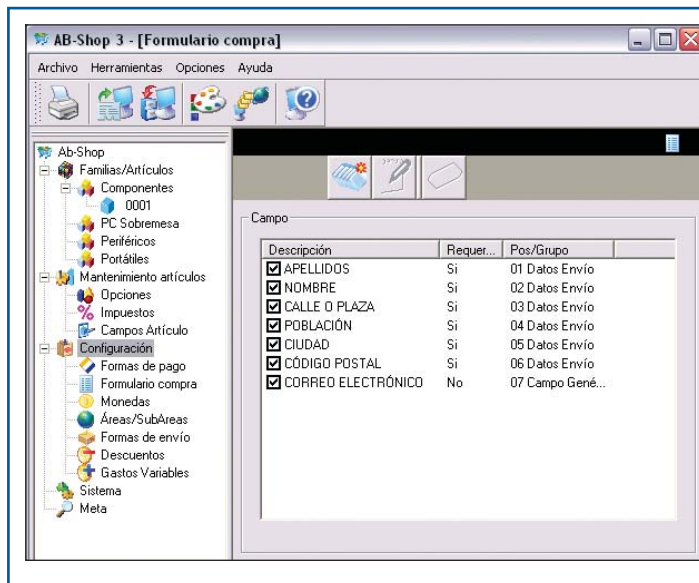 AB-Shop 3 - [Formulario compra]
Archivo Herramientas Opciones Ayuda
Ab-Shop
Familias/Artículos
Componentes
0001
PC Sobremesa
Periféricos
Portátiles
Mantenimiento artículos
Opciones
Impuestos
Campos Artículo
Configuración
Formas de pago
Formulario compra
Monedas
Áreas/SubAreas
Formas de envío
Descuentos
Gastos Variables
Sistema
Meta
Campo
Descripción Requer... Pos/Grupo
APELLIDOS Si 01 Datos Envío
NOMBRE Si 02 Datos Envío
CALLE O PLAZA Si 03 Datos Envío
POBLACIÓN Si 04 Datos Envío
CIUDAD Si 05 Datos Envío
CÓDIGO POSTAL Si 06 Datos Envío
CORREO ELECTRÓNICO No 07 Campo Gené...